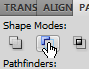 TRANS ALIGN PA
Shape Modes:
Pathfinders: